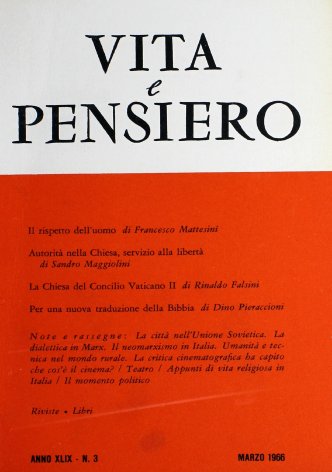 VITA
e
PENSIERO
Il rispetto dell'uomo di Francesco Mattesini
Autorità nella Chiesa, servizio alla libertà
di Sandro Maggiolini
La Chiesa del Concilio Vaticano II di Rinaldo Falsini
Per una nuova traduzione della Bibbia di Dino Pieraccioni
Note e rassegne: La città nell'Unione Sovietica. La
dialettica in Marx. Il neomarxismo in Italia. Umanità e tec-
nica nel mondo rurale. La critica cinematografica ha capito
che cos'è il cinema? / Teatro / Appunti di vita religiosa in
Italia / Il momento politico
Riviste - Libri
ANNO XLIX - N. 3
MARZO 1966